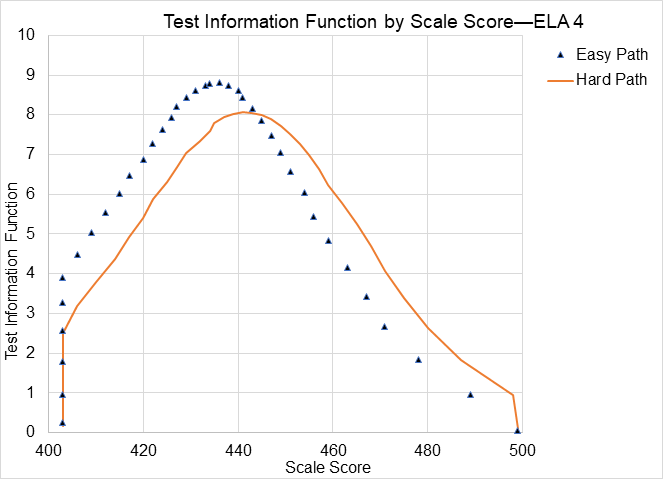 Test Information Function by Scale Score—ELA 4
Easy Path
Hard Path
Test Information Function
10
9
8
7
6
5
4
3
2
1
0
400 420 440 460 480 500
Scale Score